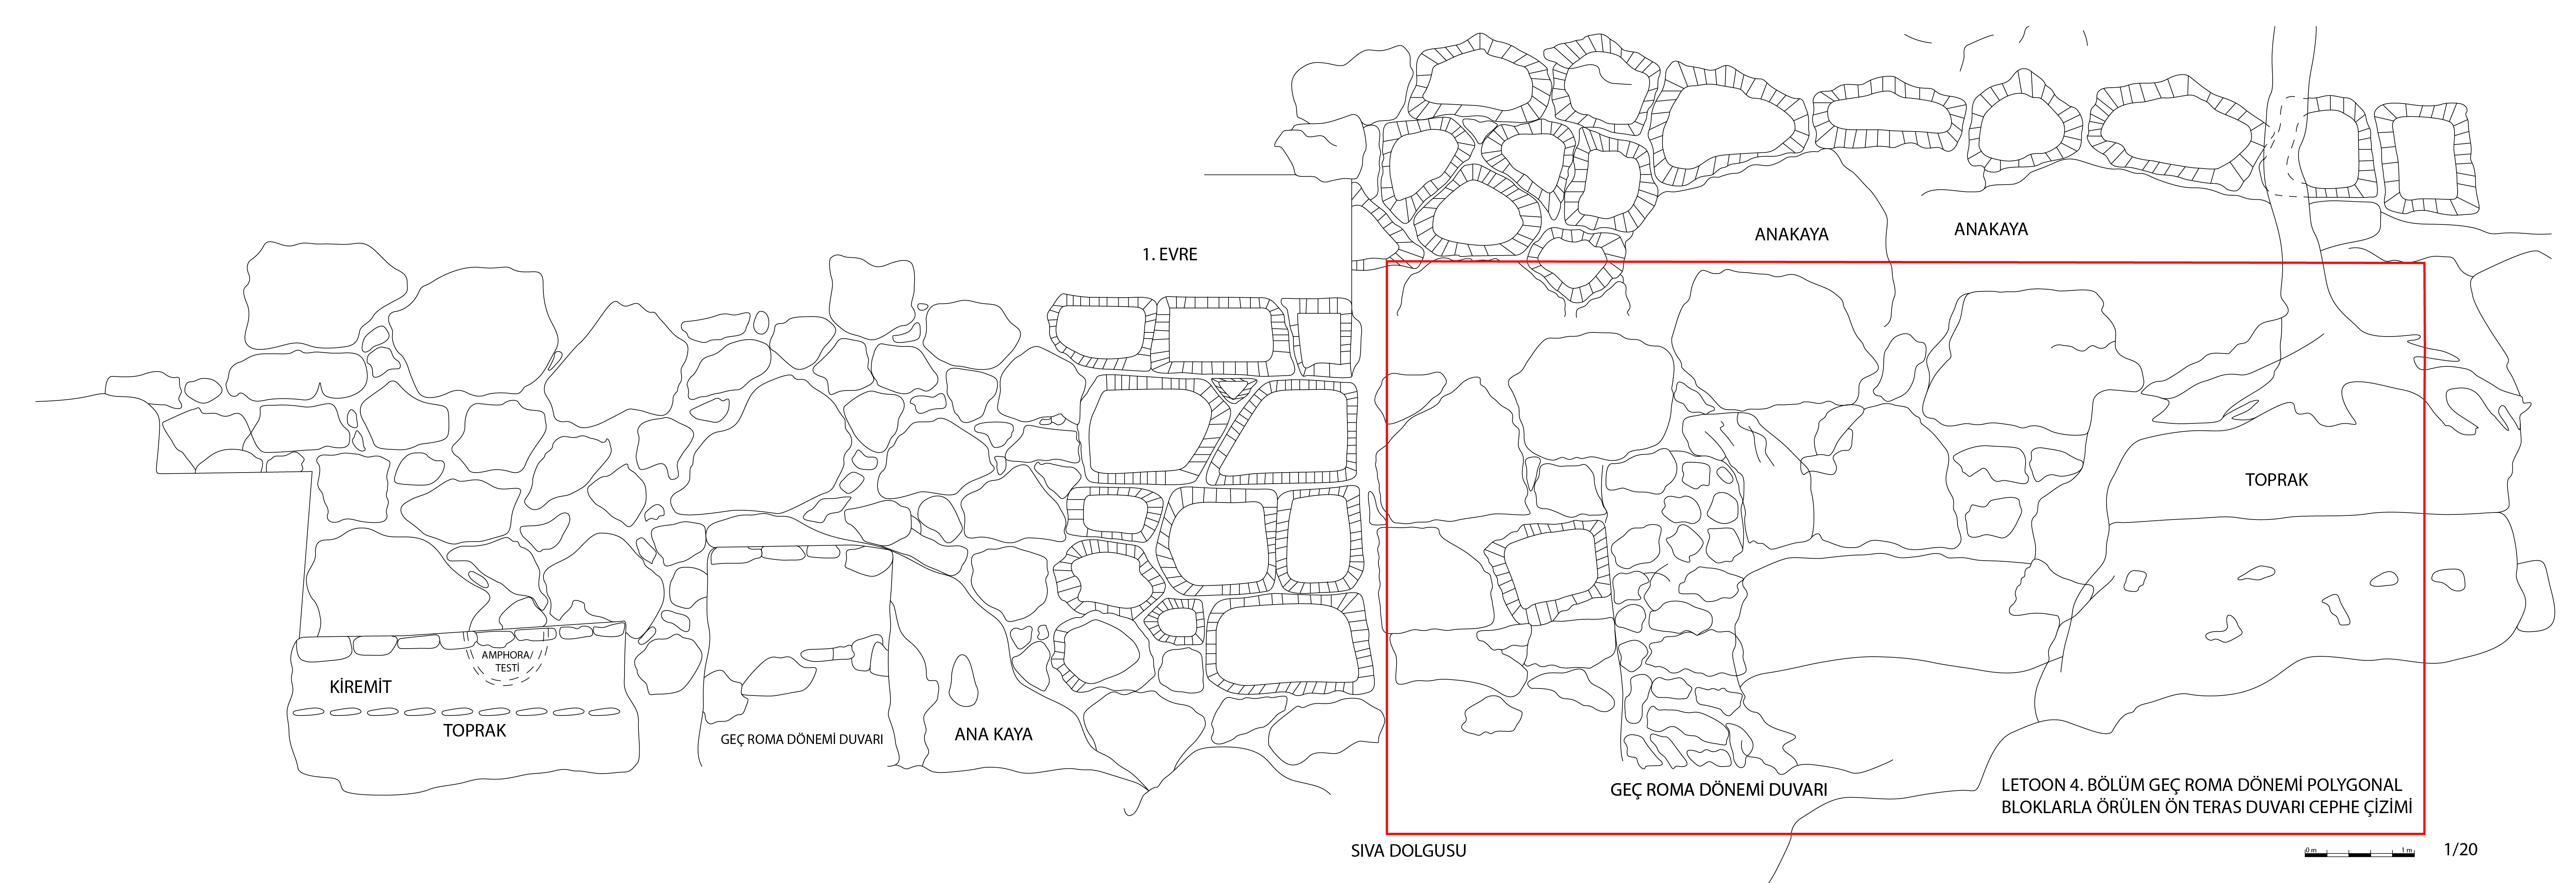 ANAKAYA
ANAKAYA
1. EVRE
TOPRAK
AMPHORA/
TESTİ
KİREMİT
TOPRAK
GEÇ ROMA DÖNEMİ DUVARI
ANA KAYA
GEÇ ROMA DÖNEMİ DUVARI
LETOON 4. BÖLÜM GEÇ ROMA DÖNEMİ POLYGONAL
BLOKLARLA ÖRÜLEN ÖN TERAS DUVARI CEPHE ÇİZİMİ
SIVA DOLGUSU
0 m 1 m
1/20